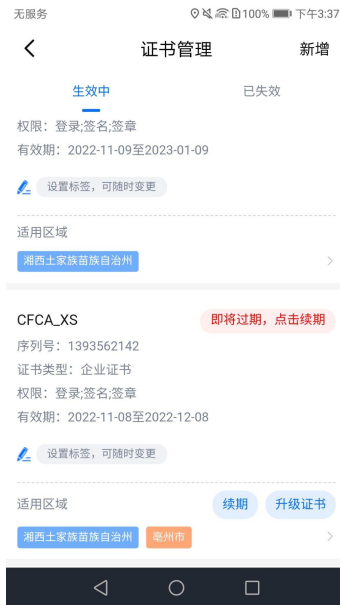 无服务 100% 下午3:37
证书管理 新增
生效中 已失效
权限：登录;签名;签章
有效期：2022-11-09至2023-01-09
设置标签，可随时变更
适用区域
湘西土家族苗族自治州
CFCA_XS 即将过期，点击续期
序列号：1393562142
证书类型：企业证书
权限：登录;签名;签章
有效期：2022-11-08至2022-12-08
设置标签，可随时变更
适用区域 续期 升级证书
湘西土家族苗族自治州 亳州市